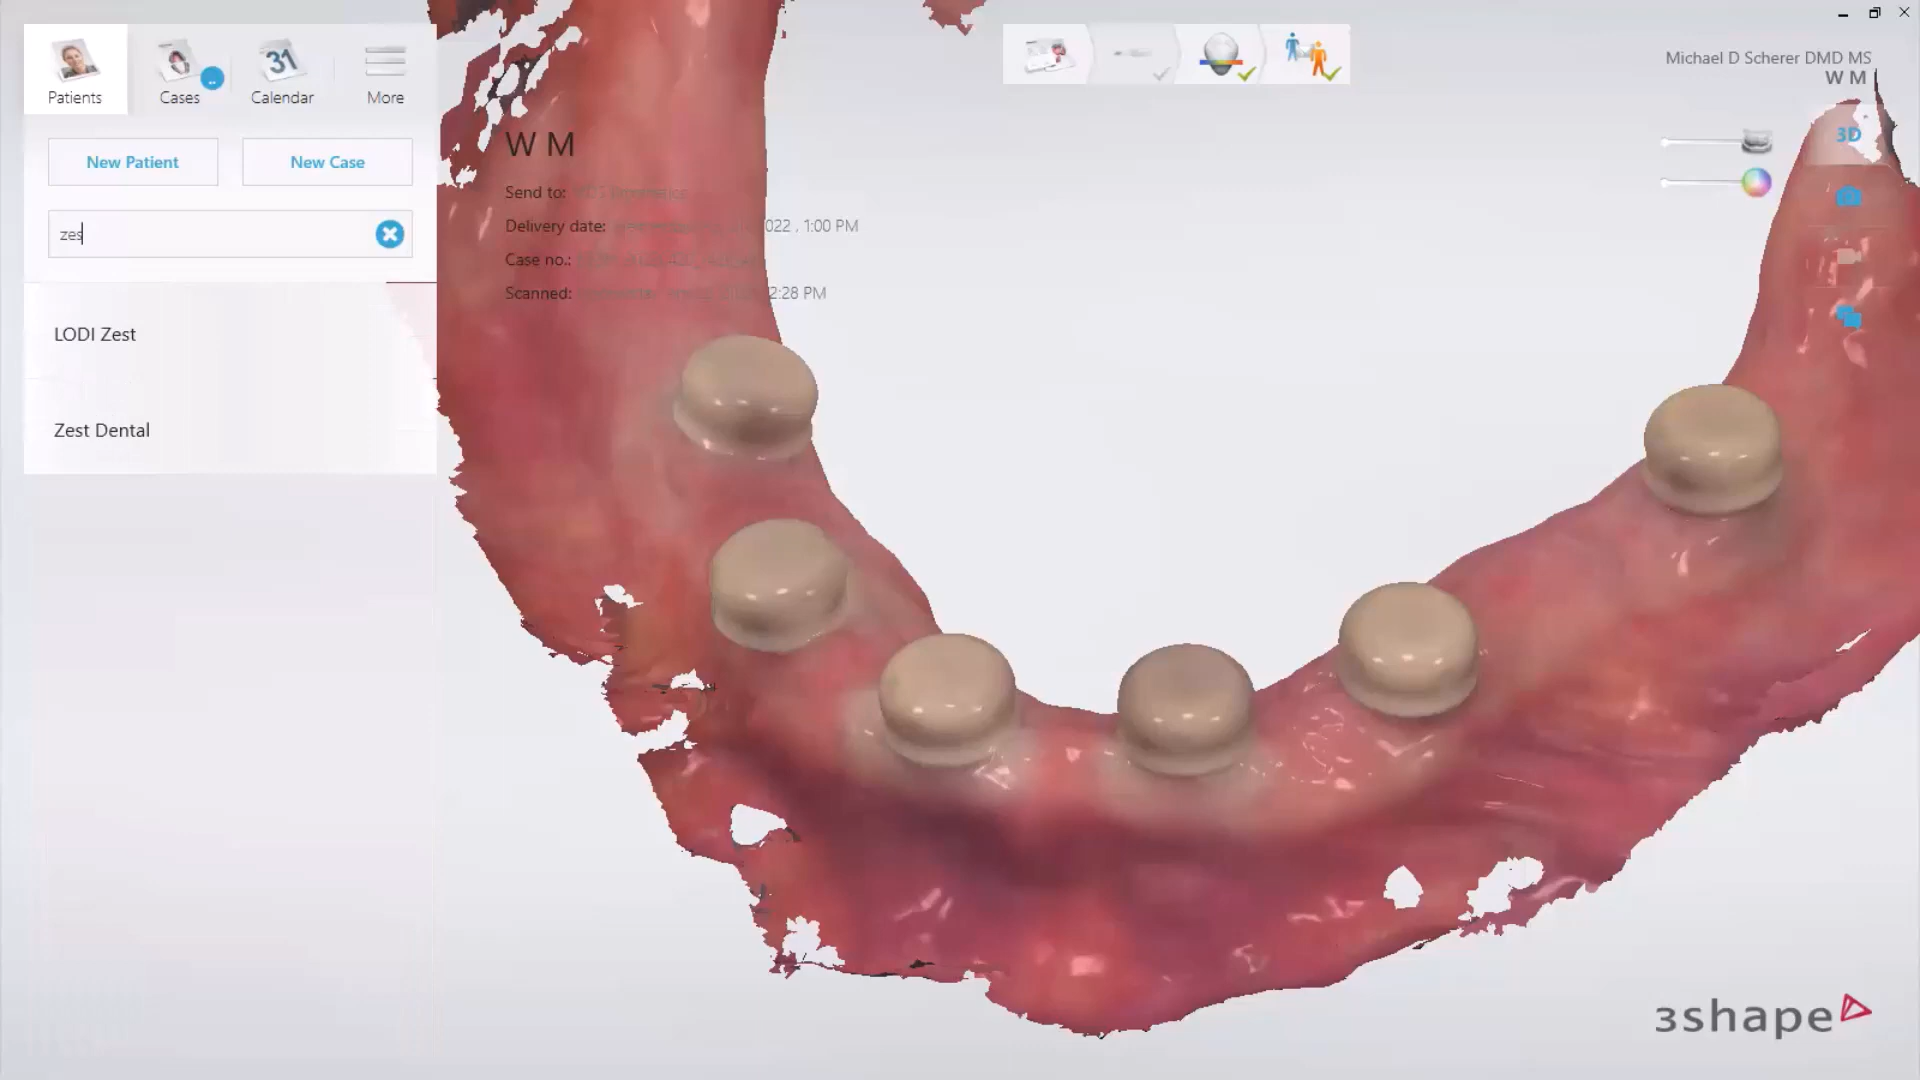 Patients
Cases
31
Calendar
More
New Patient
New Case
zes
LODI Zest
Zest Dental
W M
Send to:
Delivery date: 022 , 1:00 PM
Case no.:
Scanned: 2:28 PM
Michael D Scherer DMD MS
W M
3D
3shape